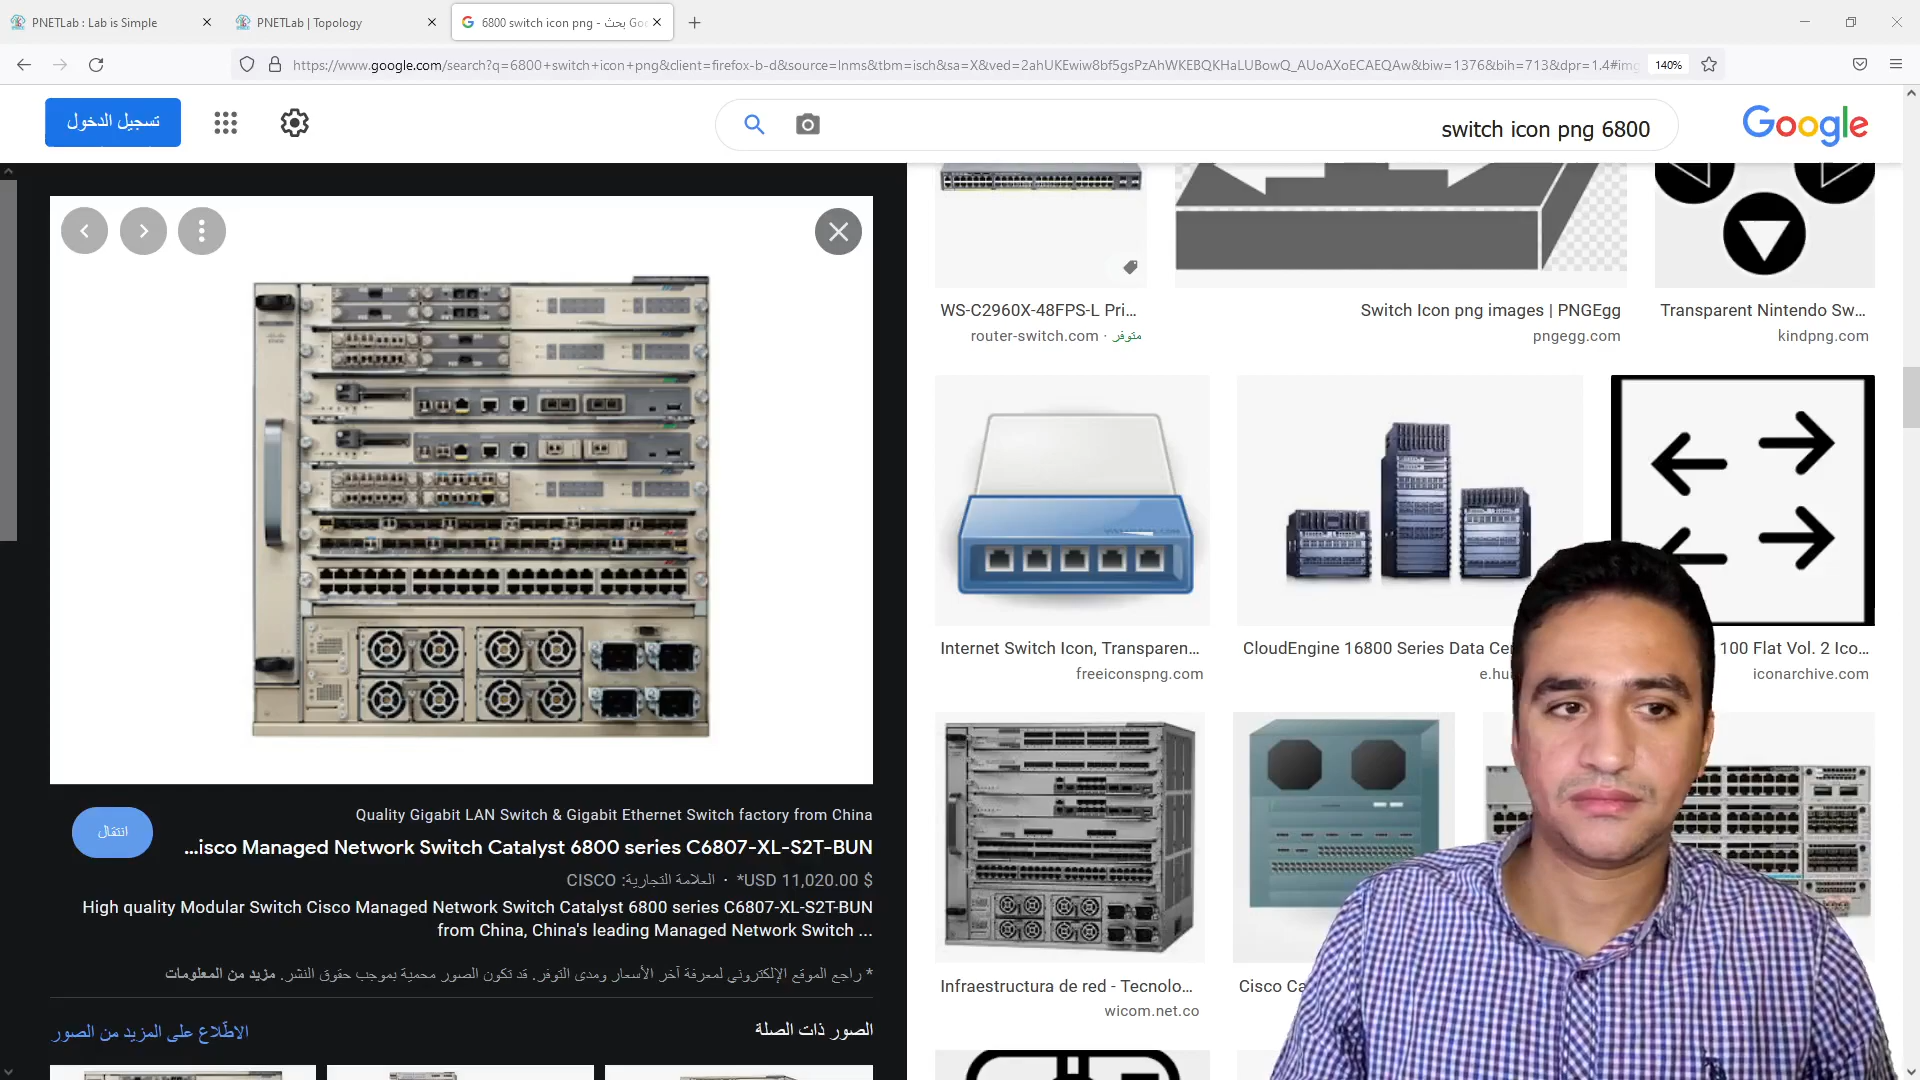 PNETLab : Lab is Simple
PNETLab | Topology
6800 switch icon png - بحث Goo
https://www.google.com/search?q=6800+switch+icon+png&client=firefox-b-d&source=lnms&tbm=isch&sa=X&ved=2ahUKEwiw8bf5gsPzAhWKEBQKHaLUBowQ_AUoAXoECAEQAw&biw=1376&bih=713&dpr=1.4#img
140%
تسجيل الدخول
switch icon png 6800
Google
WS-C2960X-48FPS-L Pri...
router-switch.com · متوفر
Switch Icon png images | PNGEgg
pngegg.com
Transparent Nintendo Sw...
kindpng.com
Internet Switch Icon, Transparen...
freeiconspng.com
CloudEngine 16800 Series Data Ce
e.hu
100 Flat Vol. 2 Ico...
iconarchive.com
Quality Gigabit LAN Switch & Gigabit Ethernet Switch factory from China
انتقال
...isco Managed Network Switch Catalyst 6800 series C6807-XL-S2T-BUN
$ 11,020.00 USD* · العلامة التجارية: CISCO
High quality Modular Switch Cisco Managed Network Switch Catalyst 6800 series C6807-XL-S2T-BUN
from China, China's leading Managed Network Switch ...
* راجع الموقع الإلكتروني لمعرفة آخر الأسعار ومدى التوفر. قد تكون الصور محمية بموجب حقوق النشر. مزيد من المعلومات
الصور ذات الصلة
الاطّلاع على المزيد من الصور
Infraestructura de red - Tecnolo...
wicom.net.co
Cisco Ca